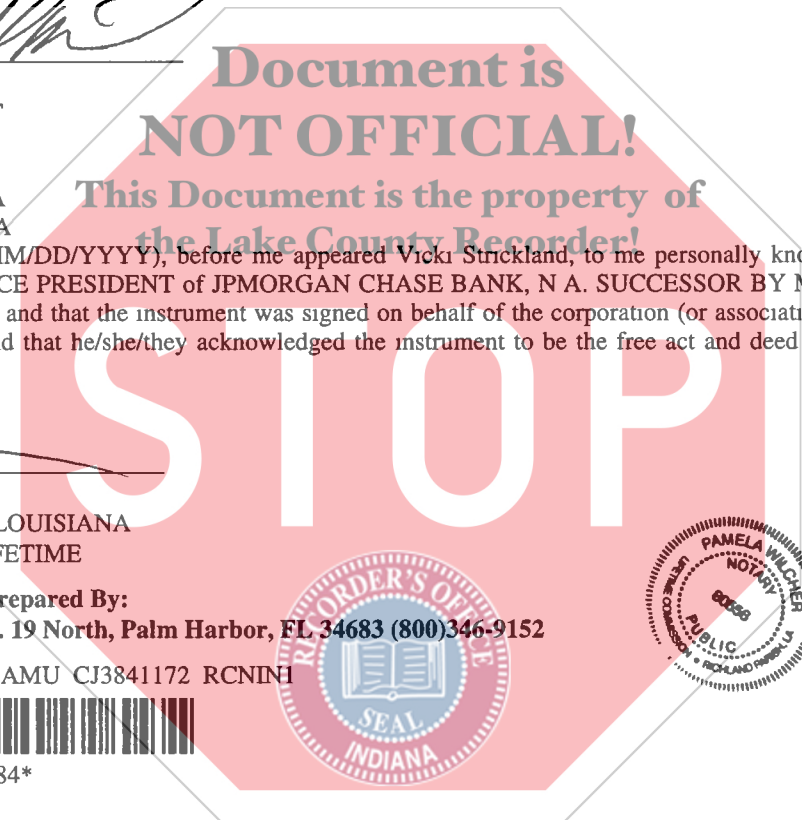 Document is
NOT OFFICIAL!
This Document is the property of
the Lake County Recorder!
A
A
IM/DD/YYYY), before me appeared Vicki Strickland, to me personally kno
CE PRESIDENT of JPMORGAN CHASE BANK, N A. SUCCESSOR BY M
and that the instrument was signed on behalf of the corporation (or associati
d that he/she/they acknowledged the instrument to be the free act and deed
STOP
LOUISIANA
FETIME
repared By:
. 19 North, Palm Harbor, FL 34683 (800)346-9152
AMU CJ3841172 RCNIN1
84*
RECORDER'S OFFICE
SEAL
INDIANA
PAMELA WILCHER
NOTARY
PUBLIC
LIFETIME COMMISSION • RICHLAND PARISH, LA